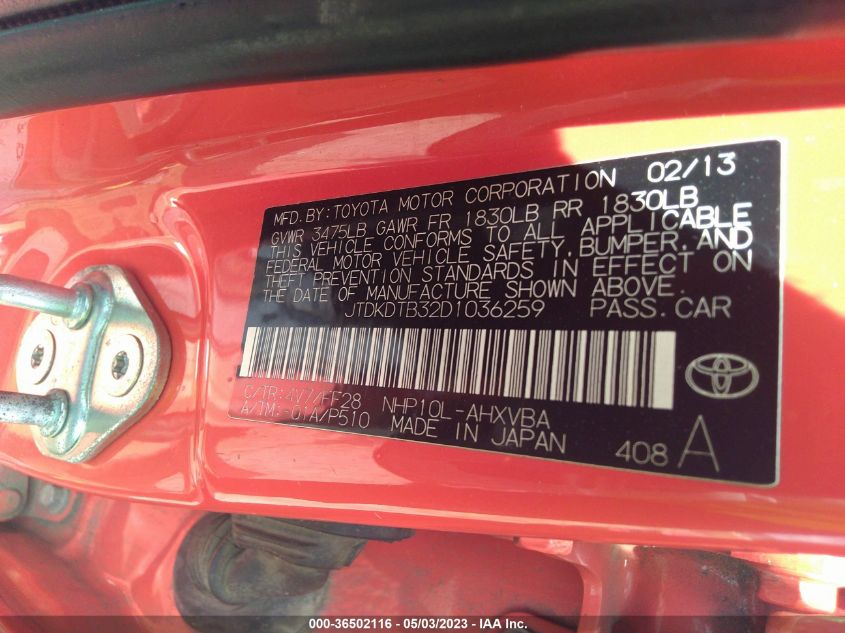 MFD. BY: TOYOTA MOTOR CORPORATION 02/13
GVWR 3475LB GAWR FR 1830LB RR 1830LB
THIS VEHICLE CONFORMS TO ALL APPLICABLE
FEDERAL MOTOR VEHICLE SAFETY, BUMPER, AND
THEFT PREVENTION STANDARDS IN EFFECT ON
THE DATE OF MANUFACTURE SHOWN ABOVE.
JTDKDTB32D1036259 PASS. CAR
C/TR:4V7/FF28 NHP10L-AHXVBA
A/TM:-01A/P510 MADE IN JAPAN
408 A
000-36502116 - 05/03/2023 - IAA Inc.